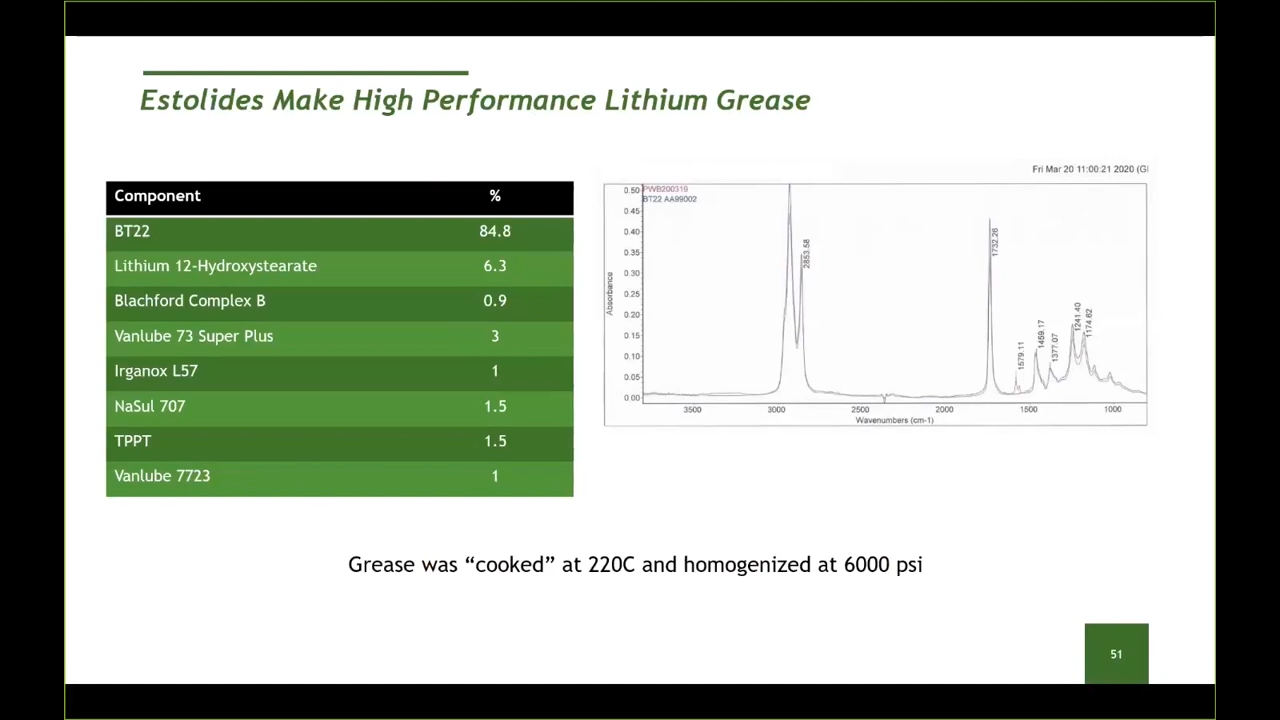 Estolides Make High Performance Lithium Grease
Component %
BT22 84.8
Lithium 12-Hydroxystearate 6.3
Blachford Complex B 0.9
Vanlube 73 Super Plus 3
Irganox L57 1
NaSul 707 1.5
TPPT 1.5
Vanlube 7723 1
Fri Mar 20 11:00:21 2020 (GI
PWB200319
BT22 AA99002
0.50
0.45
0.40
0.35
0.30
0.25
0.20
0.15
0.10
0.05
0.00
Absorbance
2853.58
1732.26
1579.11
1459.17
1377.07
1241.40
1174.62
3500 3000 2500 2000 1500 1000
Wavenumbers (cm-1)
Grease was “cooked” at 220C and homogenized at 6000 psi
51